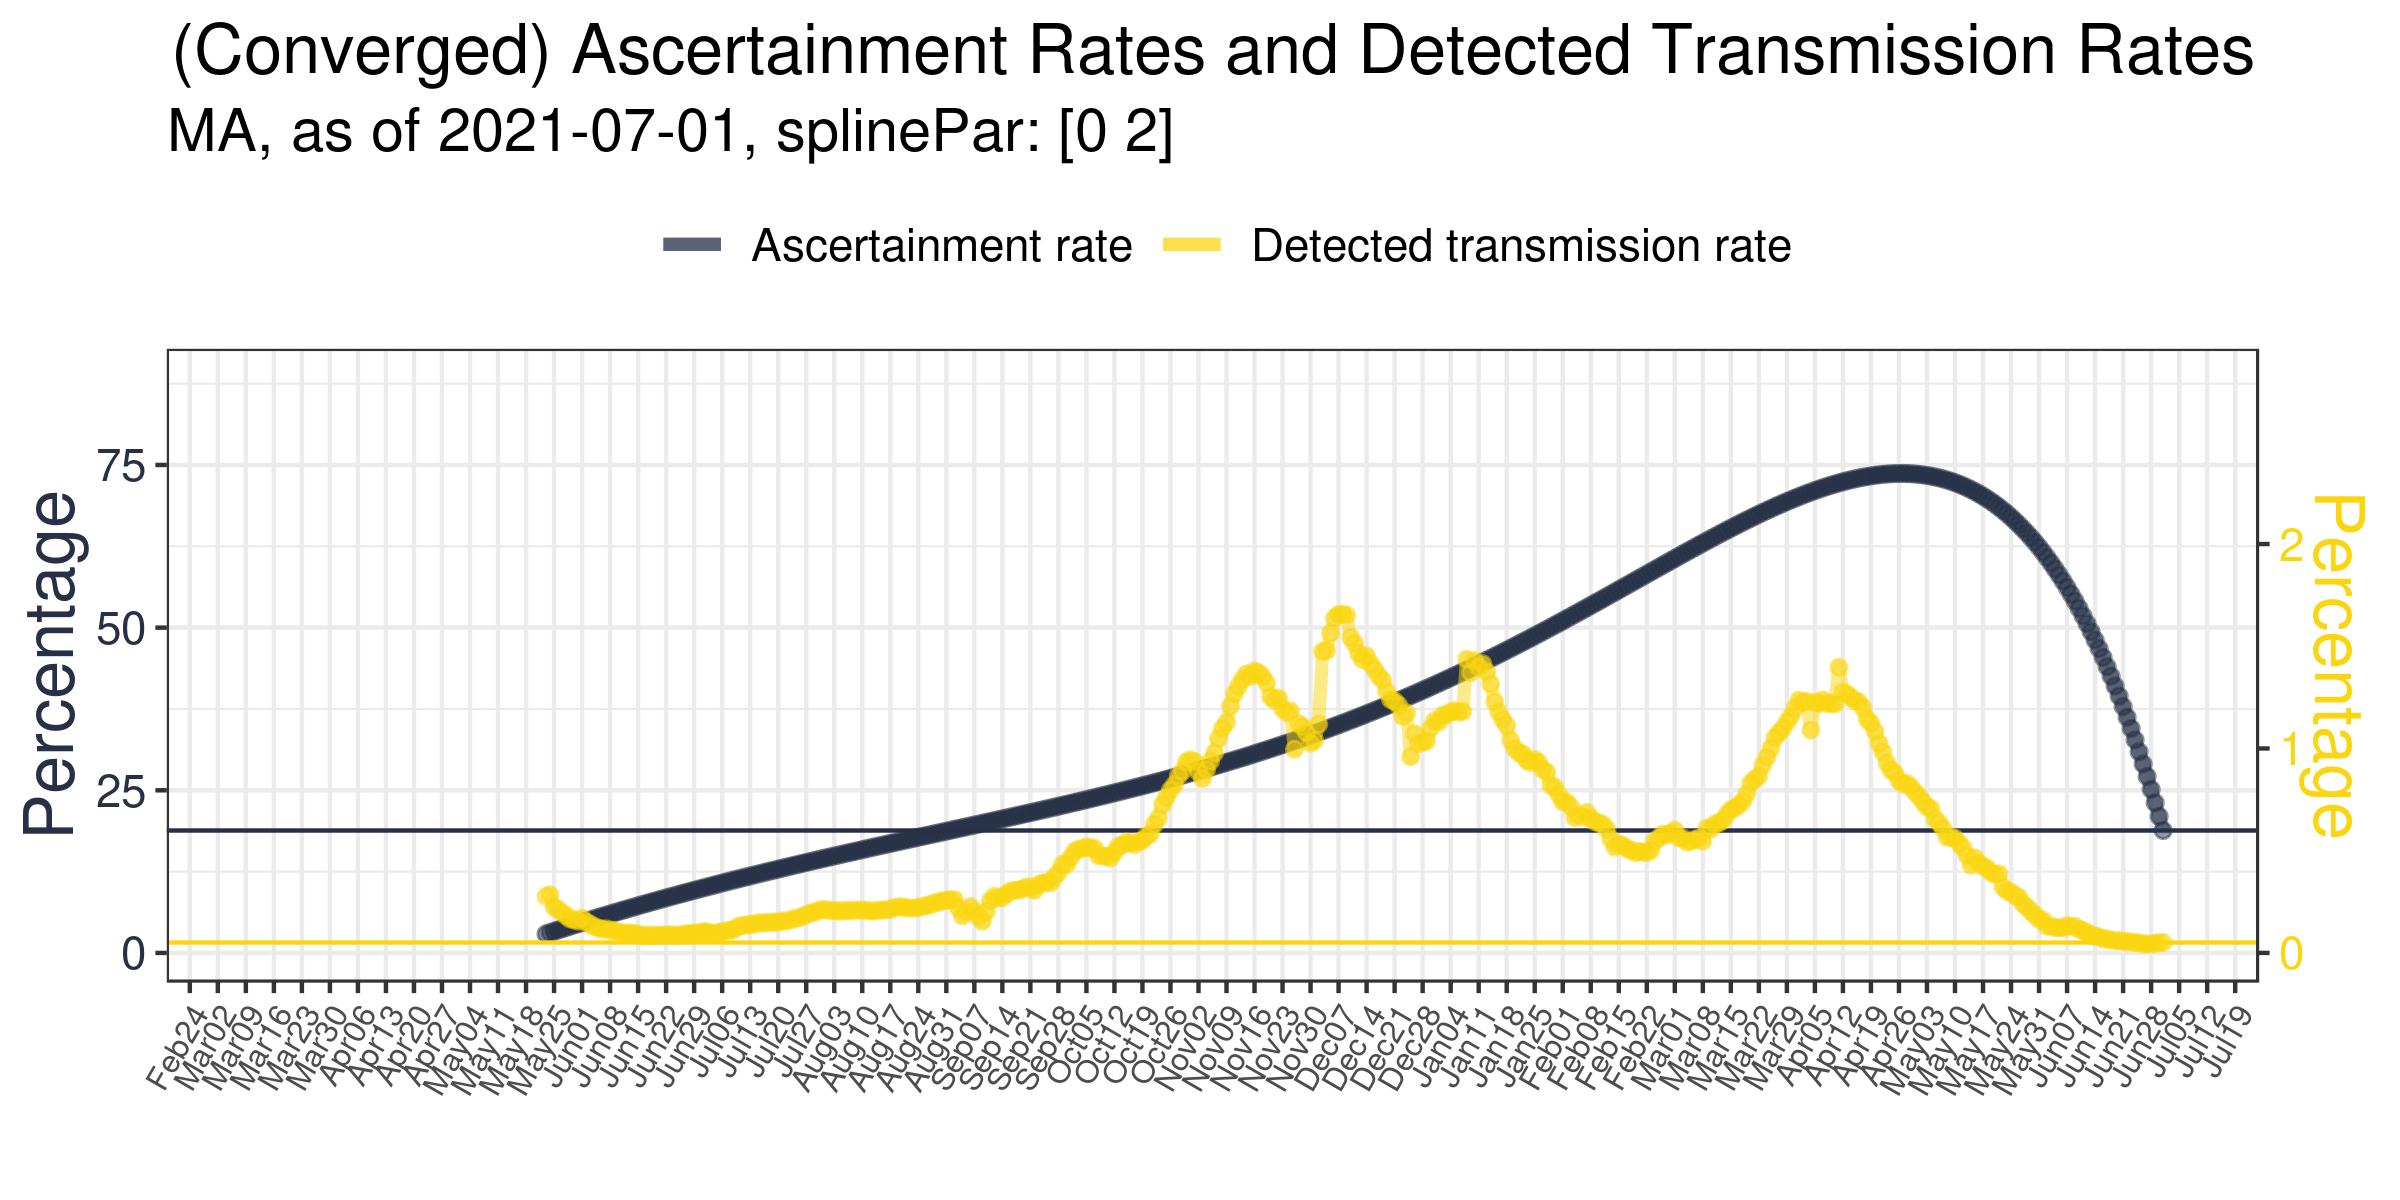 (Converged) Ascertainment Rates and Detected Transmission Rates
MA, as of 2021-07-01, splinePar: [0 2]
Ascertainment rate Detected transmission rate
Percentage
75
50
25
0
2
1
0
Percentage
Feb24 Mar02 Mar09 Mar16 Mar23 Mar30 Apr06 Apr13 Apr20 Apr27 May04 May11 May18 May25 Jun01 Jun08 Jun15 Jun22 Jun29 Jul06 Jul13 Jul20 Jul27 Aug03 Aug10 Aug17 Aug24 Aug31 Sep07 Sep14 Sep21 Sep28 Oct05 Oct12 Oct19 Oct26 Nov02 Nov09 Nov16 Nov23 Nov30 Dec07 Dec14 Dec21 Dec28 Jan04 Jan11 Jan18 Jan25 Feb01 Feb08 Feb15 Feb22 Mar01 Mar08 Mar15 Mar22 Mar29 Apr05 Apr12 Apr19 Apr26 May03 May10 May17 May24 May31 Jun07 Jun14 Jun21 Jun28 Jul05 Jul12 Jul19